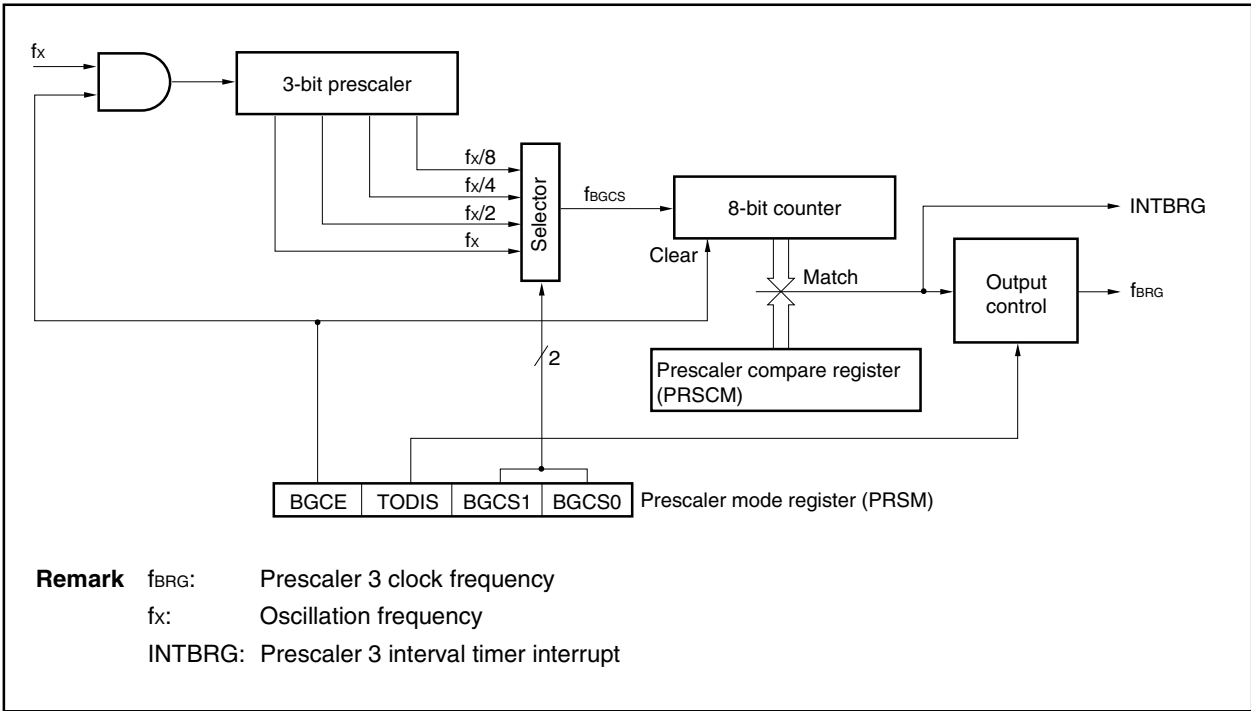 fX
3-bit prescaler
fX/8
fX/4
fX/2
fX
Selector
fBGCS
8-bit counter
Clear
Match
INTBRG
Output
control
fBRG
2
Prescaler compare register
(PRSCM)
BGCE TODIS BGCS1 BGCS0 Prescaler mode register (PRSM)
Remark fBRG: Prescaler 3 clock frequency
fX: Oscillation frequency
INTBRG: Prescaler 3 interval timer interrupt